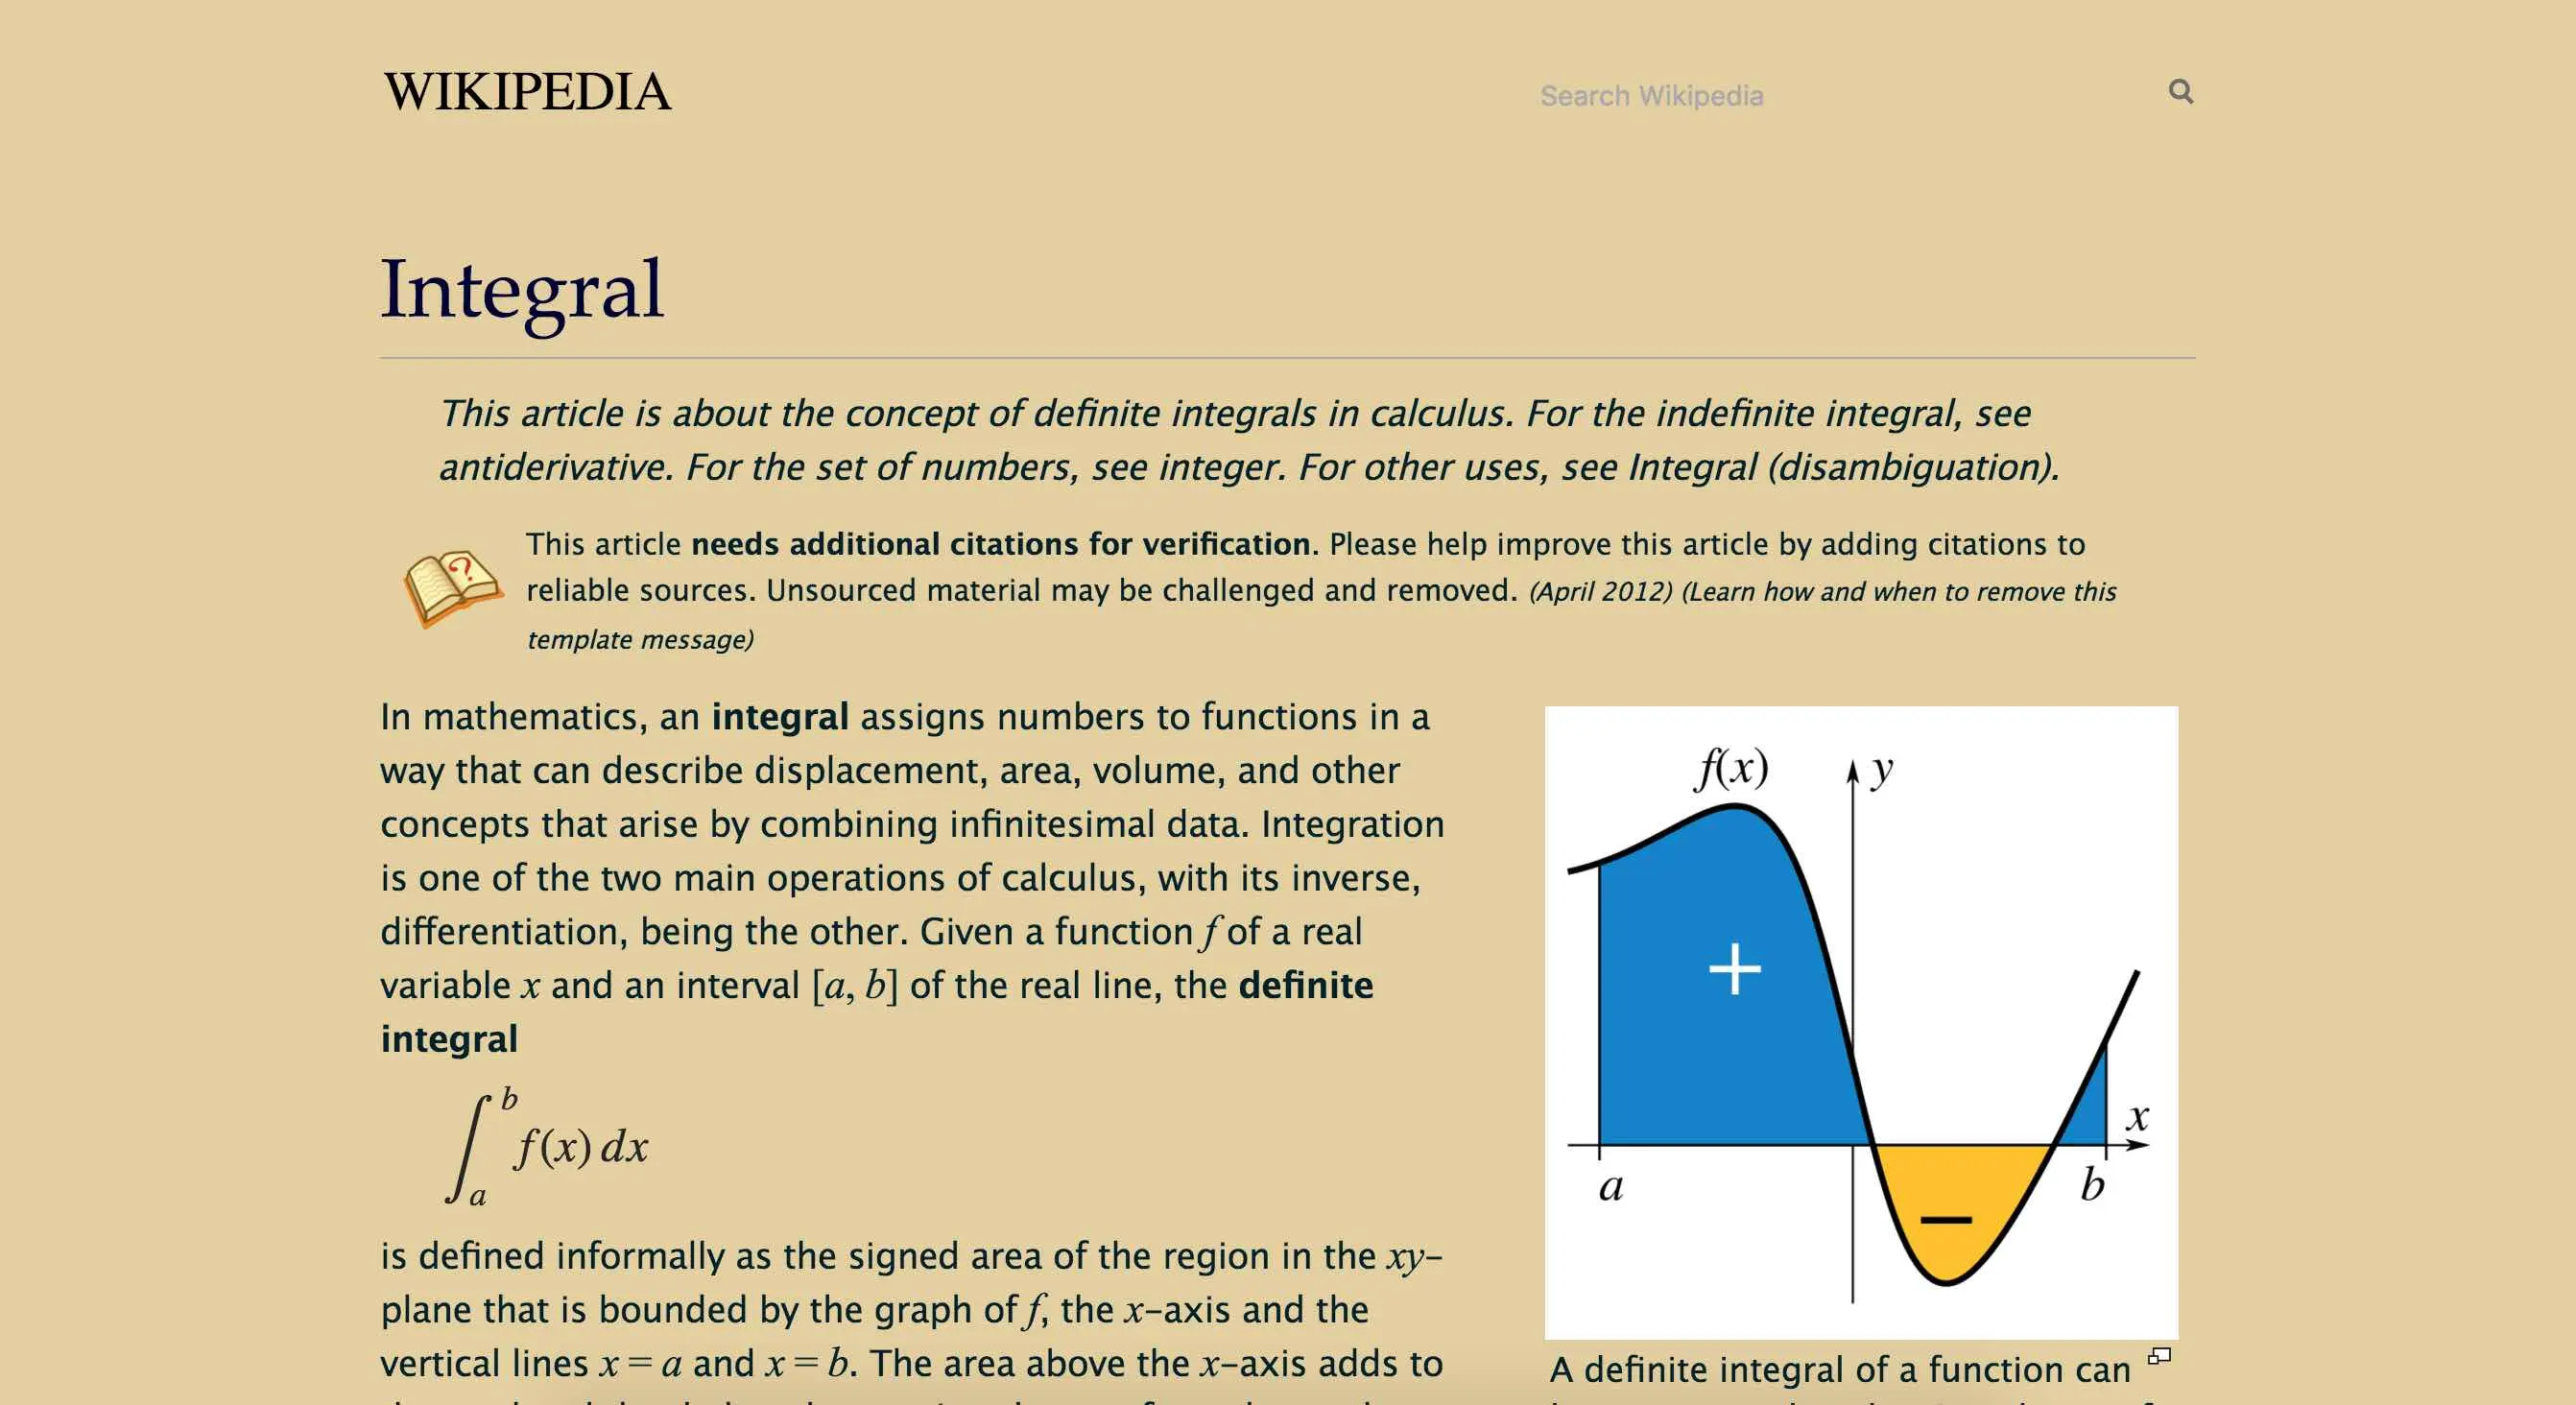 WIKIPEDIA
Search Wikipedia
Integral
This article is about the concept of definite integrals in calculus. For the indefinite integral, see
antiderivative. For the set of numbers, see integer. For other uses, see Integral (disambiguation).
This article needs additional citations for verification. Please help improve this article by adding citations to
reliable sources. Unsourced material may be challenged and removed. (April 2012) (Learn how and when to remove this
template message)
In mathematics, an integral assigns numbers to functions in a
way that can describe displacement, area, volume, and other
concepts that arise by combining infinitesimal data. Integration
is one of the two main operations of calculus, with its inverse,
differentiation, being the other. Given a function f of a real
variable x and an interval [a, b] of the real line, the definite
integral
∫_a^b f(x) dx
is defined informally as the signed area of the region in the xy-
plane that is bounded by the graph of f, the x-axis and the
vertical lines x = a and x = b. The area above the x-axis adds to
f(x)
y
+
x
a
b
−
A definite integral of a function can